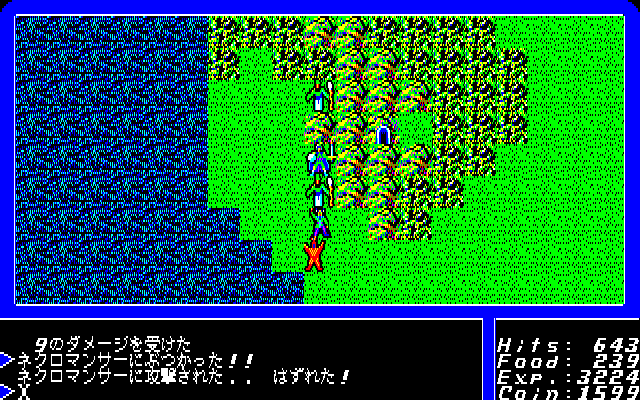 9のダメージを受けた
ネクロマンサーにぶつかった!!
ネクロマンサーに攻撃された.. はずれた!
Hits: 643
Food: 239
Exp.:3224
Coin:1599